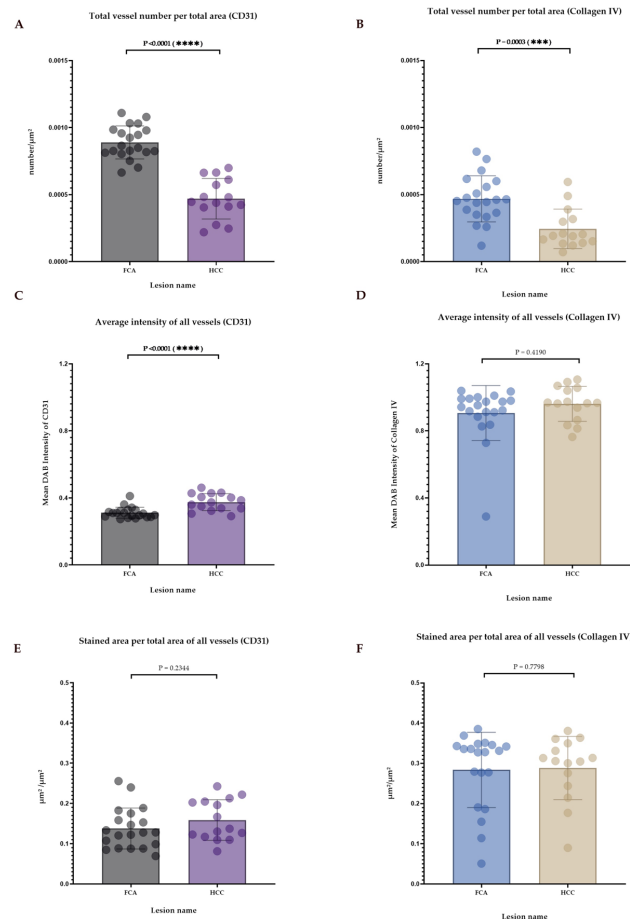 A
Total vessel number per total area (CD31)
P <0.0001 (****)
0.0015
0.0010
0.0005
0.0000
number/µm²
FCA
HCC
Lesion name
B
Total vessel number per total area (Collagen IV)
P = 0.0003 (***)
0.0015
0.0010
0.0005
0.0000
number/µm²
FCA
HCC
Lesion name
C
Average intensity of all vessels (CD31)
P <0.0001 (****)
1.2
0.8
0.4
0.0
Mean DAB Intensity of CD31
FCA
HCC
Lesion name
D
Average intensity of all vessels (Collagen IV)
P = 0.4190
1.2
0.8
0.4
0.0
Mean DAB Intensity of Collagen IV
FCA
HCC
Lesion name
E
Stained area per total area of all vessels (CD31)
P = 0.2344
0.5
0.4
0.3
0.2
0.1
0.0
µm²/µm²
FCA
HCC
Lesion name
F
Stained area per total area of all vessels (Collagen IV
P = 0.7798
0.5
0.4
0.3
0.2
0.1
0.0
µm²/µm²
FCA
HCC
Lesion name